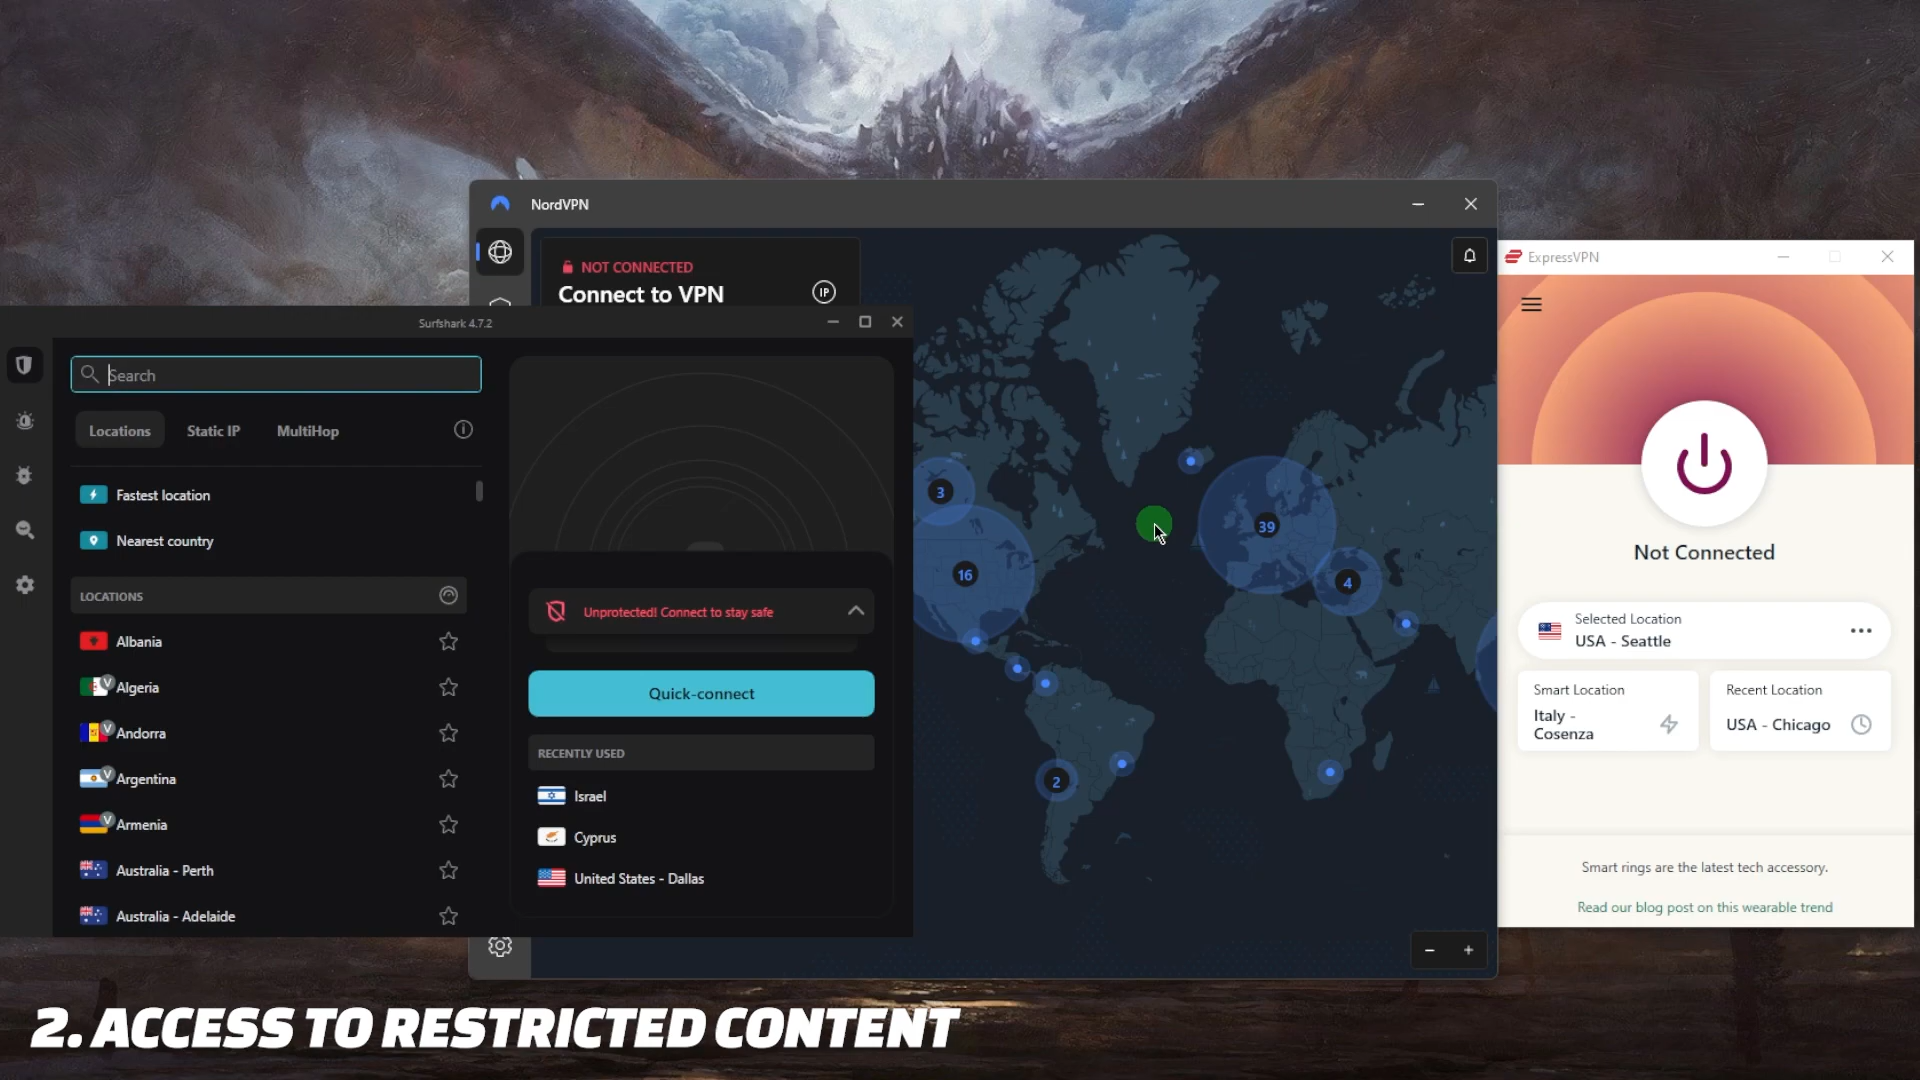 NordVPN
NOT CONNECTED
Connect to VPN
IP
3
16
39
4
2
Surfshark 4.7.2
Search
Locations
Static IP
MultiHop
Fastest location
Nearest country
LOCATIONS
Albania
V
Algeria
V
Andorra
V
Argentina
V
Armenia
Australia - Perth
Australia - Adelaide
Unprotected! Connect to stay safe
Quick-connect
RECENTLY USED
Israel
Cyprus
United States - Dallas
ExpressVPN
Not Connected
Selected Location
USA - Seattle
Smart Location
Italy -
Cosenza
Recent Location
USA - Chicago
Smart rings are the latest tech accessory.
Read our blog post on this wearable trend
2. ACCESS TO RESTRICTED CONTENT